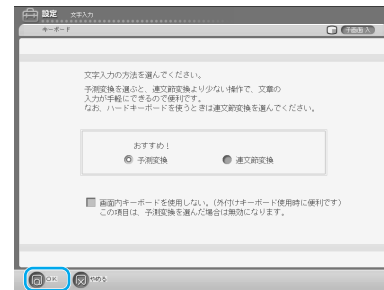 設定 文字入力
キーボード
子画面 入
文字入力の方法を選んでください。
予測変換を選ぶと、連文節変換より少ない操作で、文章の
入力が手軽にできるので便利です。
なお、ハードキーボードを使うときは連文節変換を選んでください。
おすすめ！
予測変換 連文節変換
画面内キーボードを使用しない。(外付けキーボード使用時に便利です)
この項目は、予測変換を選んだ場合は無効になります。
OK やめる